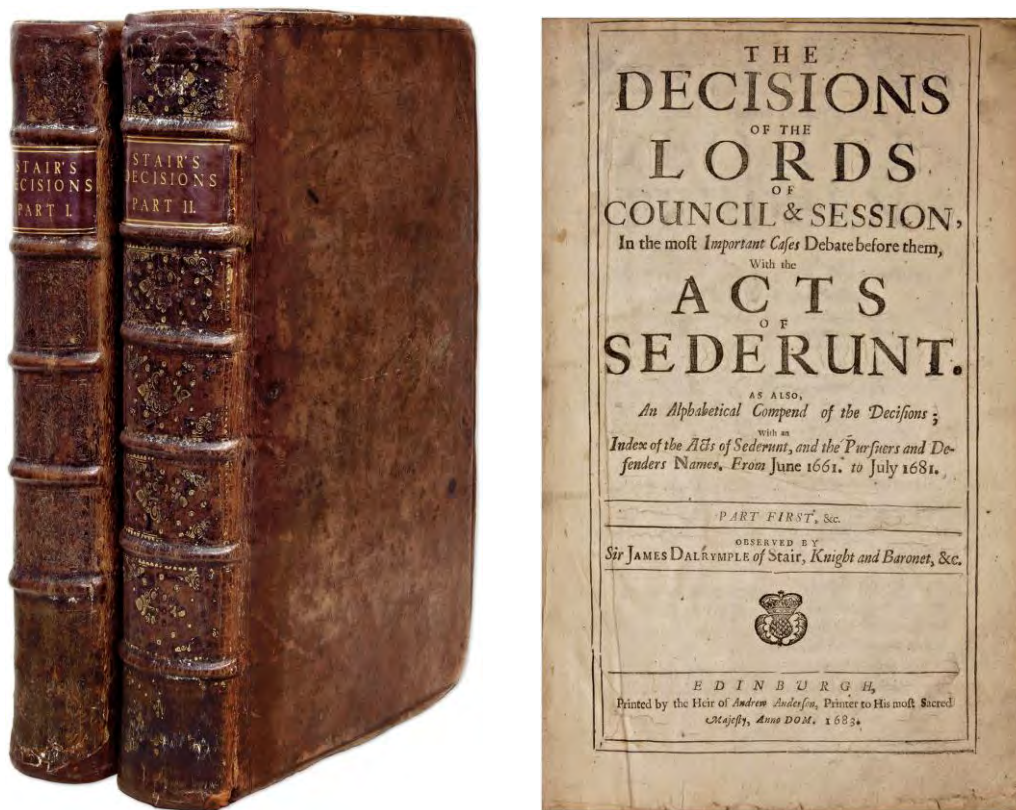 STAIR'S
ECISIONS
PART I.
STAIR'S
DECISIONS
PART II.
THE
DECISIONS
OF THE
LORDS
OF
COUNCIL & SESSION,
In the moſt Important Caſes Debate before them,
With the
ACTS
OF
SEDERUNT.
AS ALSO,
An Alphabetical Compend of the Deciſions ;
With an
Index of the Acts of Sederunt, and the Purſuers and De-
fenders Names. From June 1661. to July 1681.
PART FIRST, &c.
OBSERVED BY
Sir JAMES DALRYMPLE of Stair, Knight and Baronet, &c.
EDINBURGH,
Printed by the Heir of Andrew Anderſon, Printer to His moſt Sacred
Majeſty, Anno DOM. 1683.